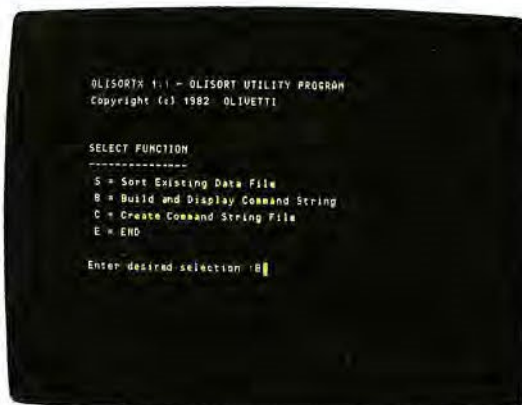 OLISORTX 1.1 - OLISORT UTILITY PROGRAM
Copyright (c) 1982 OLIVETTI
SELECT FUNCTION
---------------
S = Sort Existing Data File
B = Build and Display Command String
C = Create Command String File
E = END
Enter desired selection :B